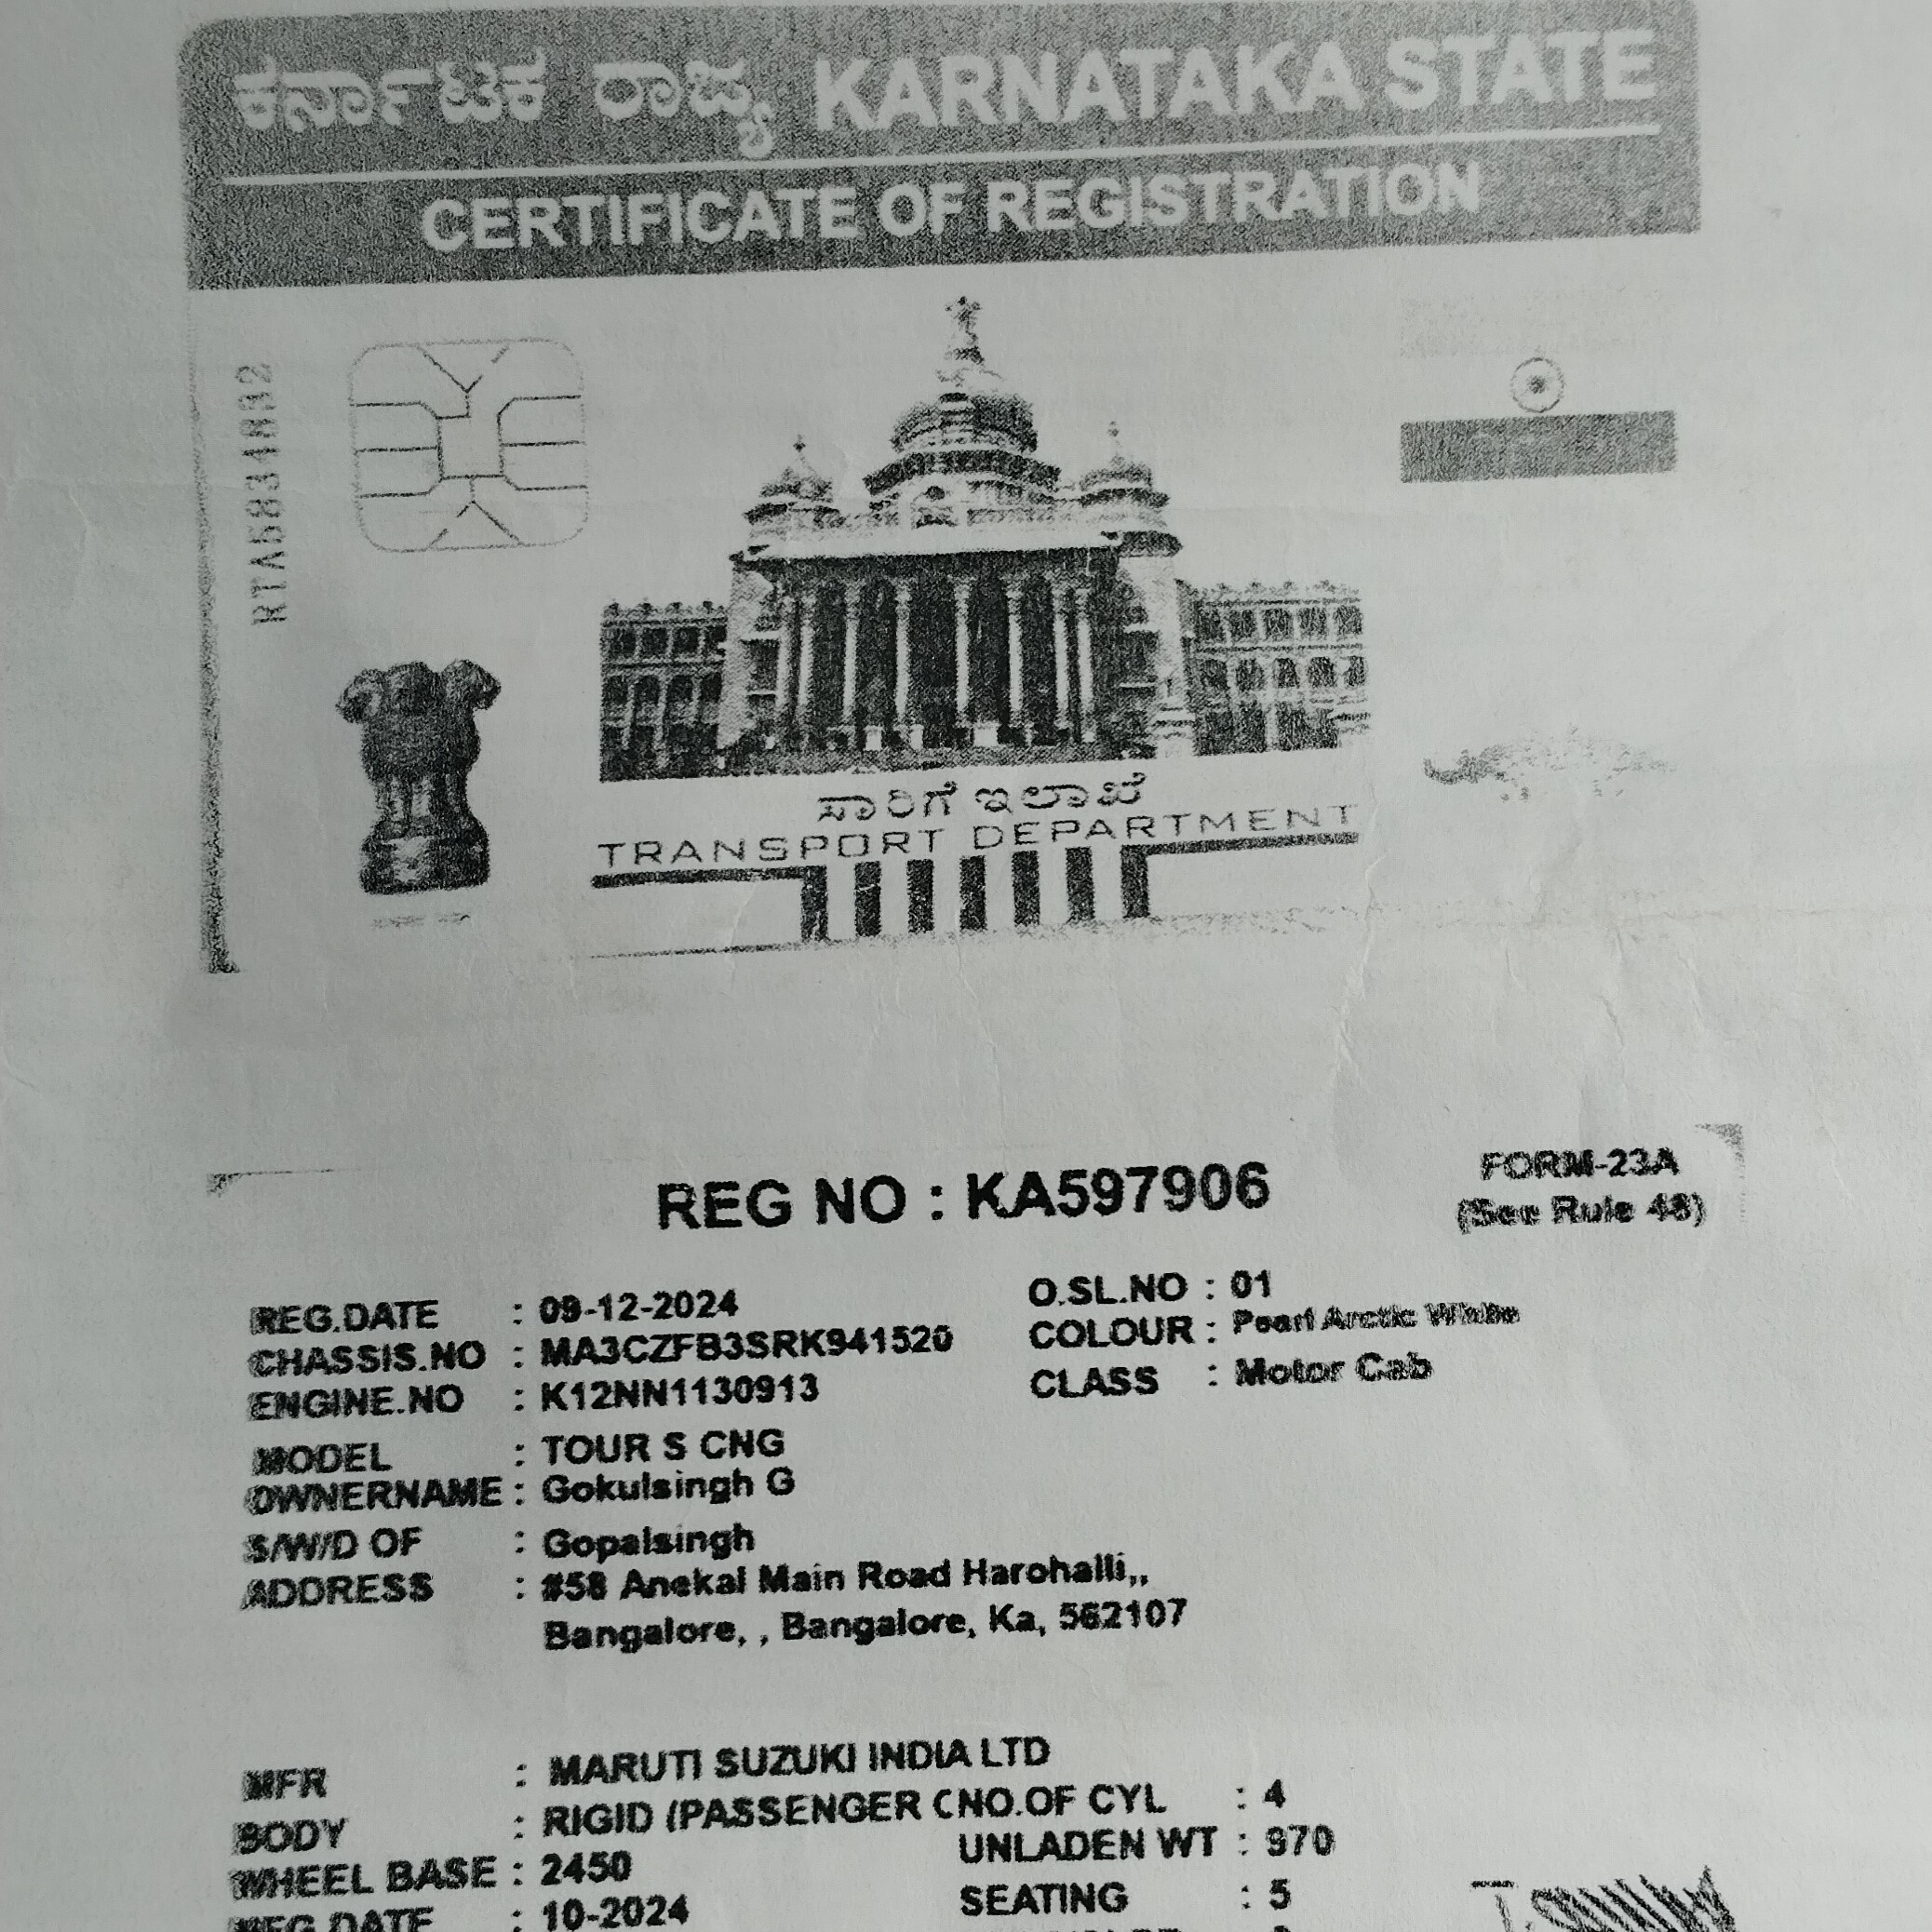 ಕರ್ನಾಟಕ ರಾಜ್ಯ KARNATAKA STATE
CERTIFICATE OF REGISTRATION
ಸಾರಿಗೆ ಇಲಾಖೆ
TRANSPORT DEPARTMENT
REG NO : KA597906
FORM-23A
(See Rule 48)
REG.DATE : 09-12-2024 O.SL.NO : 01
CHASSIS.NO : MA3CZFB3SRK941520 COLOUR : Pearl Arctic White
ENGINE.NO : K12NN1130913 CLASS : Motor Cab
MODEL : TOUR S CNG
OWNERNAME : Gokulsingh G
S/W/D OF : Gopalsingh
ADDRESS : #58 Anekal Main Road Harohalli,,
Bangalore, , Bangalore, Ka, 562107
MFR : MARUTI SUZUKI INDIA LTD
BODY : RIGID (PASSENGER C NO.OF CYL : 4
WHEEL BASE : 2450 UNLADEN WT : 970
MFG.DATE : 10-2024 SEATING : 5